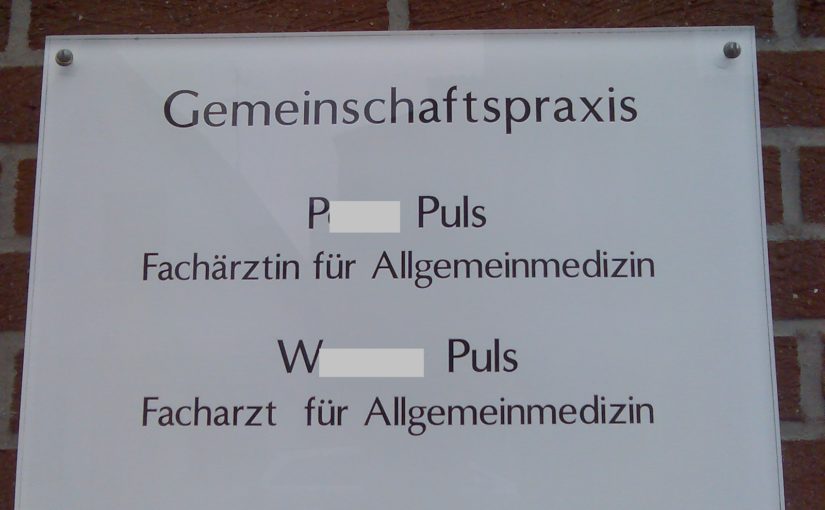 Gemeinschaftspraxis
Puls
Fachärztin für Allgemeinmedizin
Puls
Facharzt für Allgemeinmedizin